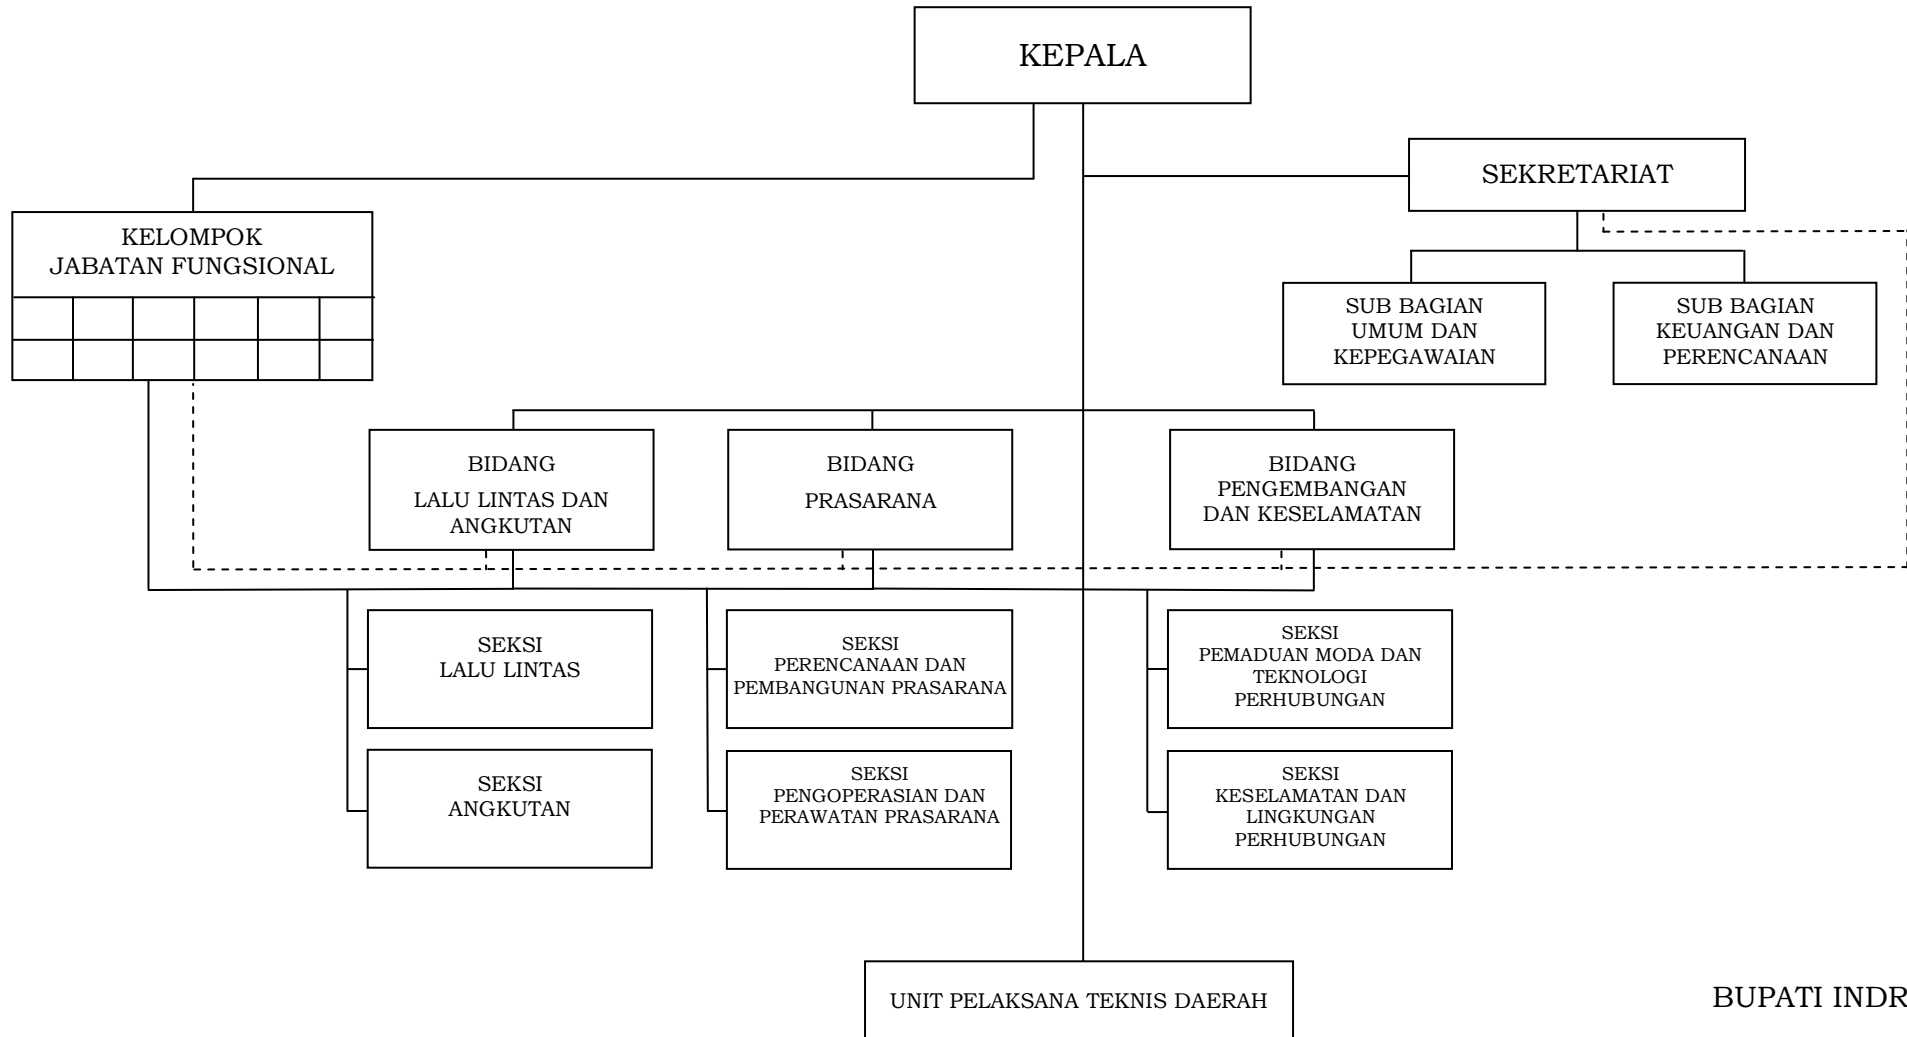 KEPALA
SEKRETARIAT
KELOMPOK
JABATAN FUNGSIONAL
SUB BAGIAN
UMUM DAN
KEPEGAWAIAN
SUB BAGIAN
KEUANGAN DAN
PERENCANAAN
BIDANG
LALU LINTAS DAN
ANGKUTAN
BIDANG
PRASARANA
BIDANG
PENGEMBANGAN
DAN KESELAMATAN
SEKSI
LALU LINTAS
SEKSI
PERENCANAAN DAN
PEMBANGUNAN PRASARANA
SEKSI
PEMADUAN MODA DAN
TEKNOLOGI
PERHUBUNGAN
SEKSI
ANGKUTAN
SEKSI
PENGOPERASIAN DAN
PERAWATAN PRASARANA
SEKSI
KESELAMATAN DAN
LINGKUNGAN
PERHUBUNGAN
UNIT PELAKSANA TEKNIS DAERAH
BUPATI INDR